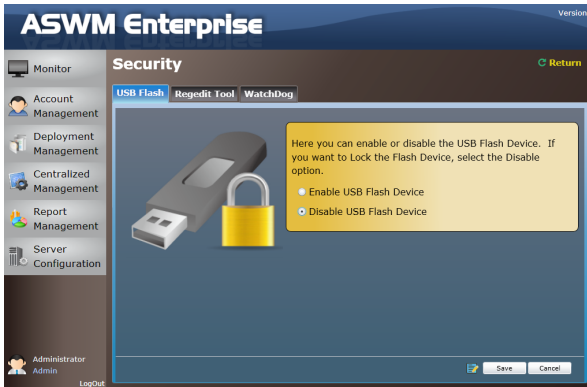 ASWM Enterprise
Version
Monitor
Account
Management
Deployment
Management
Centralized
Management
Report
Management
Server
Configuration
Administrator
Admin
LogOut
Security
Return
USB Flash Regedit Tool WatchDog
Here you can enable or disable the USB Flash Device. If
you want to Lock the Flash Device, select the Disable
option.
Enable USB Flash Device
Disable USB Flash Device
Save Cancel